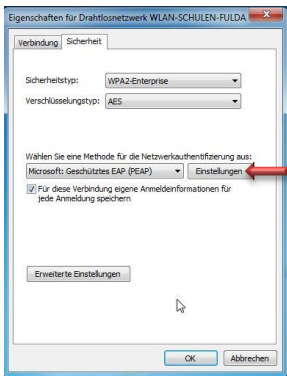 Eigenschaften für Drahtlosnetzwerk WLAN-SCHULEN-FULDA
Verbindung Sicherheit
Sicherheitstyp: WPA2-Enterprise
Verschlüsselungstyp: AES
Wählen Sie eine Methode für die Netzwerkauthentifizierung aus:
Microsoft: Geschütztes EAP (PEAP) Einstellungen
Für diese Verbindung eigene Anmeldeinformationen für
jede Anmeldung speichern
Erweiterte Einstellungen
OK Abbrechen